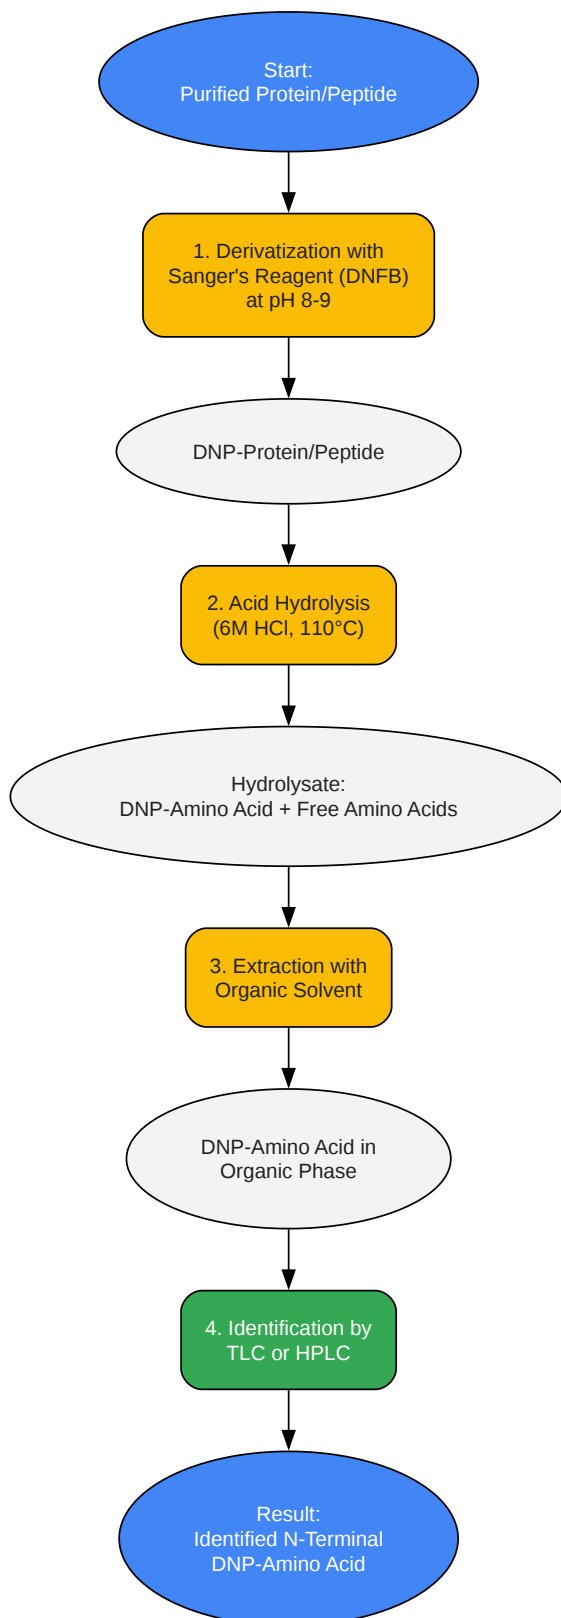 Start:
Purified Protein/Peptide
1. Derivatization with
Sanger's Reagent (DNFB)
at pH 8-9
DNP-Protein/Peptide
2. Acid Hydrolysis
(6M HCl, 110°C)
Hydrolysate:
DNP-Amino Acid + Free Amino Acids
3. Extraction with
Organic Solvent
DNP-Amino Acid in
Organic Phase
4. Identification by
TLC or HPLC
Result:
Identified N-Terminal
DNP-Amino Acid